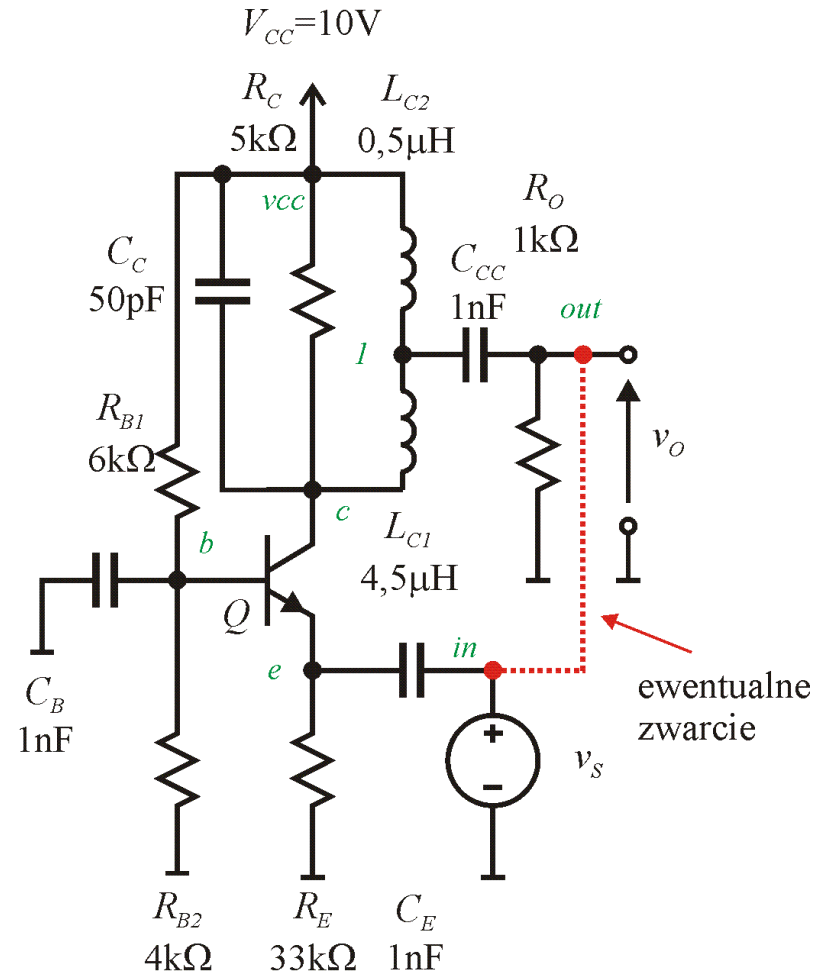 V_CC=10V
R_C
5kΩ
L_C2
0,5μH
vcc
R_O
1kΩ
C_C
50pF
C_CC
1nF
out
1
R_B1
6kΩ
v_O
c
b
L_C1
4,5μH
Q
e
in
C_B
1nF
ewentualne
zwarcie
+
−
v_S
R_B2
4kΩ
R_E
33kΩ
C_E
1nF